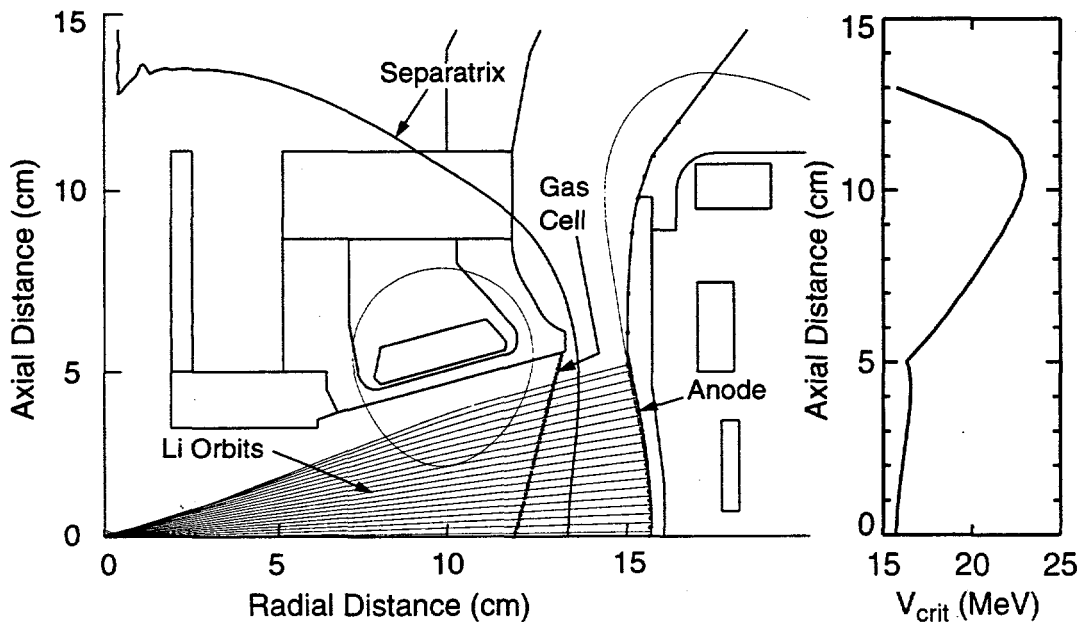 15
Separatrix
10
Axial Distance (cm)
Gas
Cell
5
Anode
Li Orbits
0
0
5
10
15
Radial Distance (cm)
15
10
Axial Distance (cm)
5
0
15
20
25
V_crit (MeV)